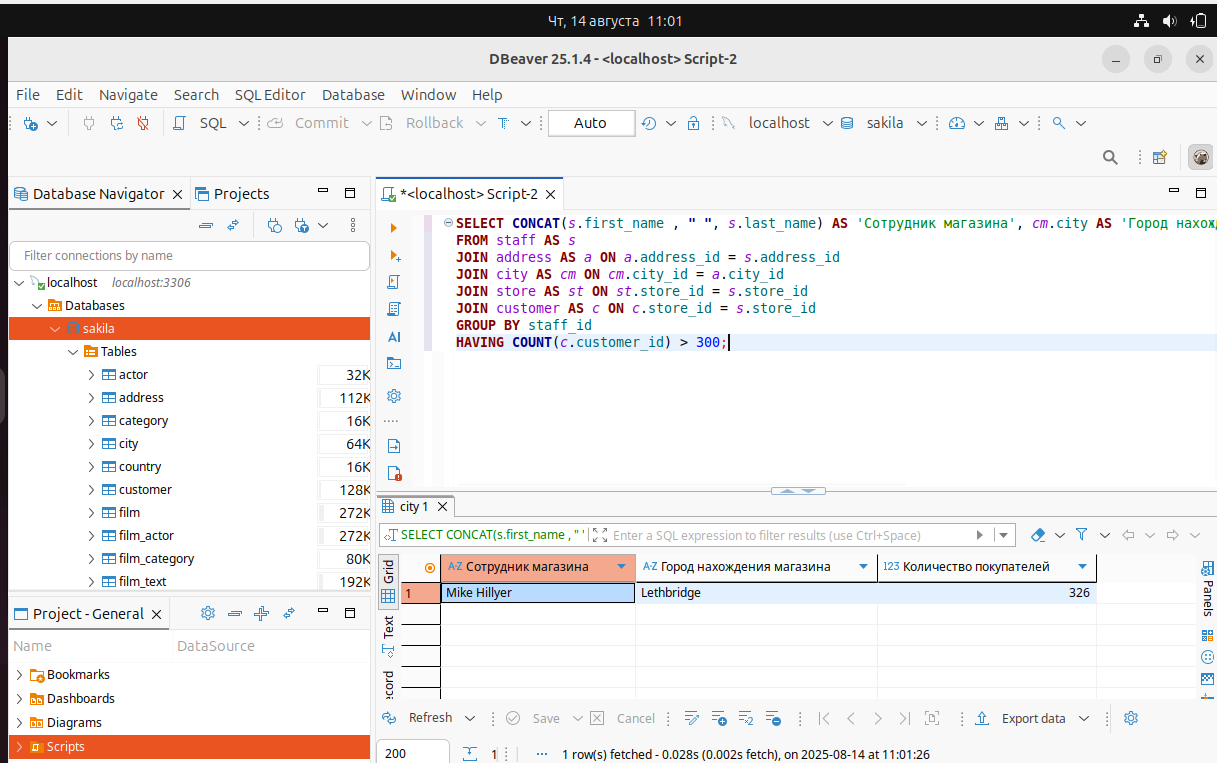 Чт, 14 августа 11:01
DBeaver 25.1.4 - <localhost> Script-2
File Edit Navigate Search SQL Editor Database Window Help
SQL Commit Rollback T Auto localhost sakila
Database Navigator Projects
Filter connections by name
localhost localhost:3306
Databases
sakila
Tables
actor 32K
address 112K
category 16K
city 64K
country 16K
customer 128K
film 272K
film_actor 272K
film_category 80K
film_text 192K
Project - General
Name DataSource
Bookmarks
Dashboards
Diagrams
Scripts
*<localhost> Script-2
AI
SELECT CONCAT(s.first_name , " ", s.last_name) AS 'Сотрудник магазина', cm.city AS 'Город
FROM staff AS s
JOIN address AS a ON a.address_id = s.address_id
JOIN city AS cm ON cm.city_id = a.city_id
JOIN store AS st ON st.store_id = s.store_id
JOIN customer AS c ON c.store_id = s.store_id
GROUP BY staff_id
HAVING COUNT(c.customer_id) > 300;
city 1
SELECT CONCAT(s.first_name , " ' Enter a SQL expression to filter results (use Ctrl+Space)
Grid
Text
Panels
A-Z Сотрудник магазина A-Z Город нахождения магазина 123 Количество покупателей
1 Mike Hillyer Lethbridge 326
Refresh Save Cancel Export data
200 1 ... 1 row(s) fetched - 0.028s (0.002s fetch), on 2025-08-14 at 11:01:26